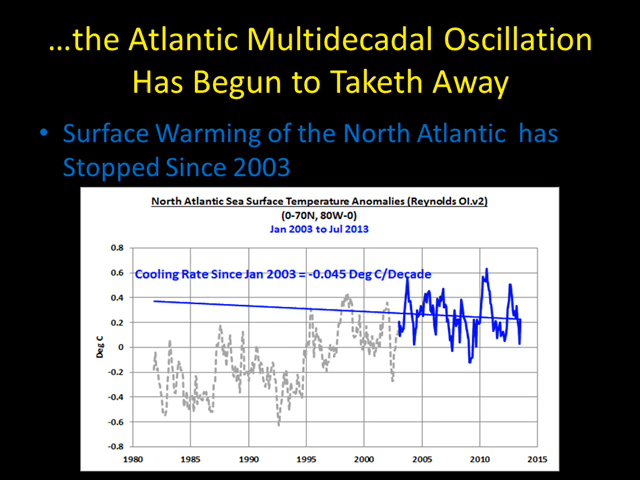 …the Atlantic Multidecadal Oscillation
Has Begun to Taketh Away
• Surface Warming of the North Atlantic has
Stopped Since 2003
North Atlantic Sea Surface Temperature Anomalies (Reynolds OI.v2)
(0-70N, 80W-0)
Jan 2003 to Jul 2013
Cooling Rate Since Jan 2003 = -0.045 Deg C/Decade
Deg C
0.8
0.6
0.4
0.2
0
-0.2
-0.4
-0.6
-0.8
1980 1985 1990 1995 2000 2005 2010 2015